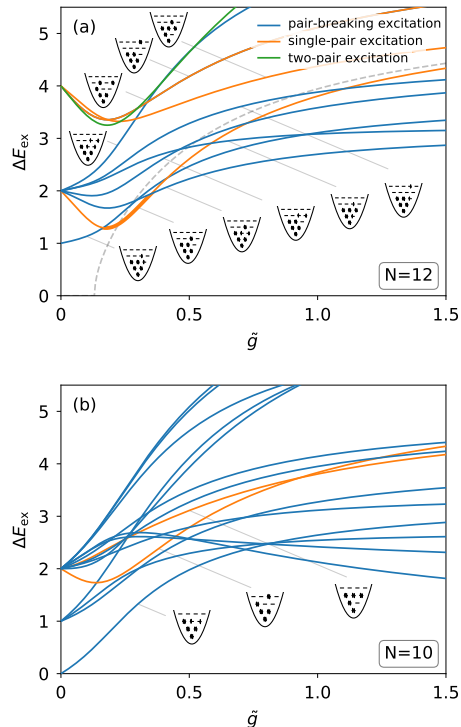 (a)
pair-breaking excitation
single-pair excitation
two-pair excitation
5
4
3
2
1
0
ΔE_ex
N=12
0
0.5
1.0
1.5
g̃
(b)
5
4
3
2
1
0
ΔE_ex
N=10
0
0.5
1.0
1.5
g̃